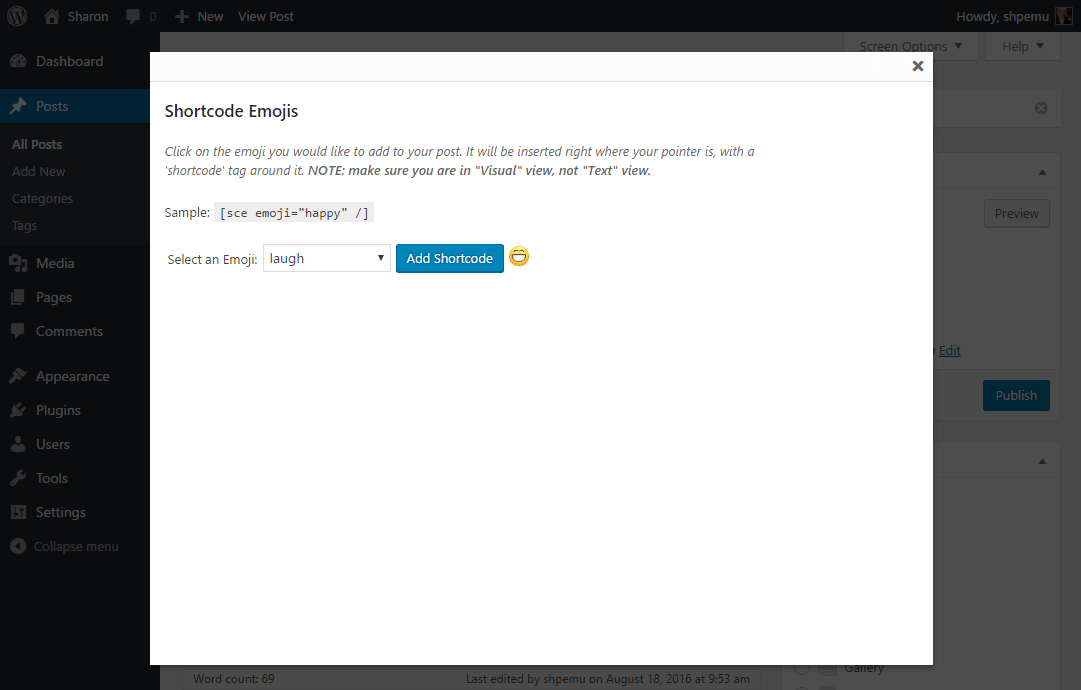 Sharon 0 New View Post Howdy, shpemu
Screen Options Help
Dashboard
Posts
All Posts
Add New
Categories
Tags
Media
Pages
Comments
Appearance
Plugins
Users
Tools
Settings
Collapse menu
Shortcode Emojis
Click on the emoji you would like to add to your post. It will be inserted right where your pointer is, with a
'shortcode' tag around it. NOTE: make sure you are in "Visual" view, not "Text" view.
Sample: [sce emoji="happy" /]
Select an Emoji: laugh Add Shortcode
Preview
Edit
Publish
Gallery
Word count: 69 Last edited by shpemu on August 18, 2016 at 9:53 am